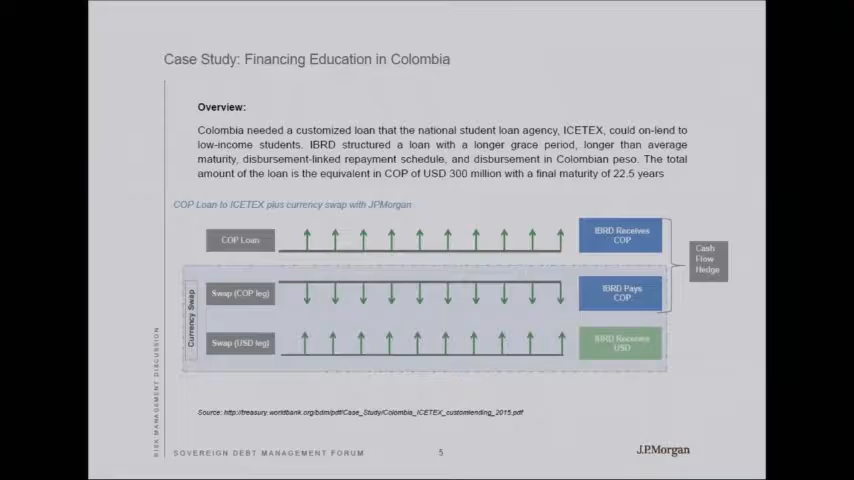 Case Study: Financing Education in Colombia
Overview:
Colombia needed a customized loan that the national student loan agency, ICETEX, could on-lend to
low-income students. IBRD structured a loan with a longer grace period, longer than average
maturity, disbursement-linked repayment schedule, and disbursement in Colombian peso. The total
amount of the loan is the equivalent in COP of USD 300 million with a final maturity of 22.5 years
COP Loan to ICETEX plus currency swap with JPMorgan
COP Loan
IBRD Receives
COP
Cash
Flow
Hedge
Currency Swap
Swap (COP leg)
IBRD Pays
COP
Swap (USD leg)
IBRD Receives
USD
Source: http://treasury.worldbank.org/bdm/pdf/Case_Study/Colombia_ICETEX_customlending_2015.pdf
RISK MANAGEMENT DISCUSSION
SOVEREIGN DEBT MANAGEMENT FORUM
5
J.P.Morgan